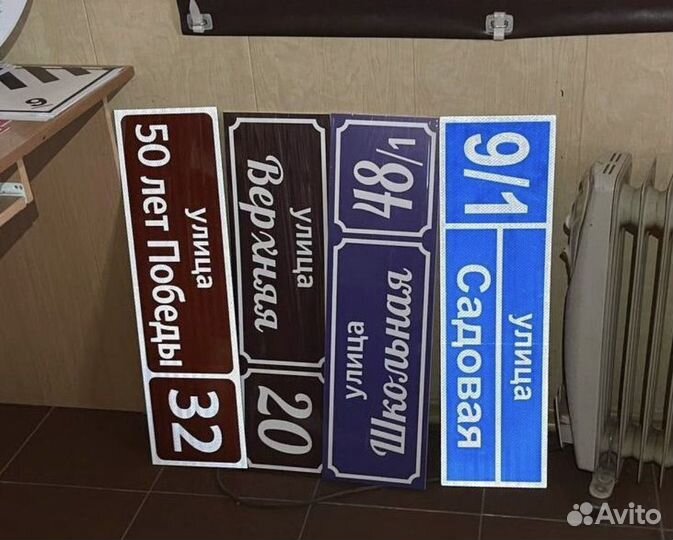 улица
50 лет Победы
32
улица
Верхняя
20
48/1
улица
Школьная
9/1
улица
Садовая
Avito